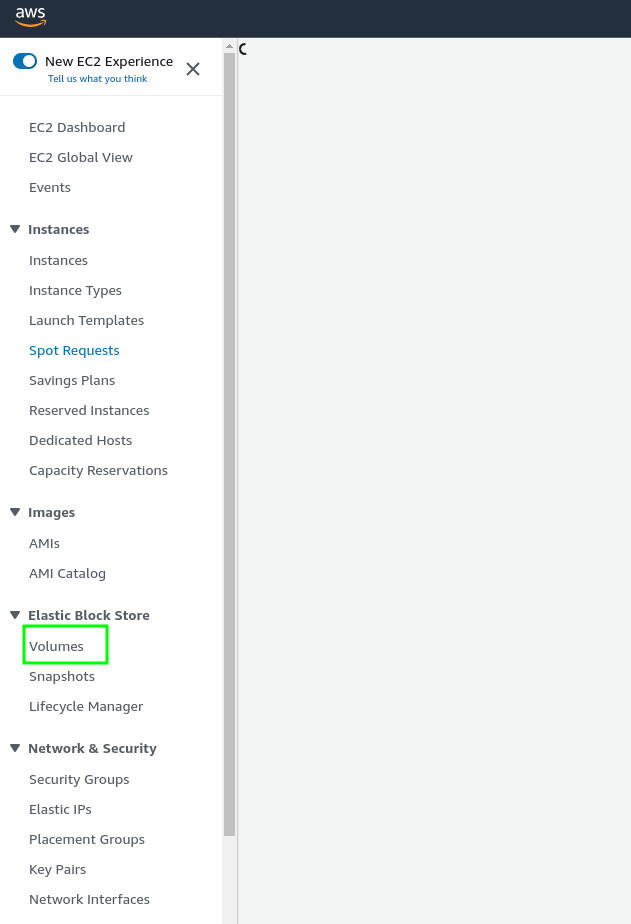 aws
New EC2 Experience
Tell us what you think
EC2 Dashboard
EC2 Global View
Events
Instances
Instances
Instance Types
Launch Templates
Spot Requests
Savings Plans
Reserved Instances
Dedicated Hosts
Capacity Reservations
Images
AMIs
AMI Catalog
Elastic Block Store
Volumes
Snapshots
Lifecycle Manager
Network & Security
Security Groups
Elastic IPs
Placement Groups
Key Pairs
Network Interfaces